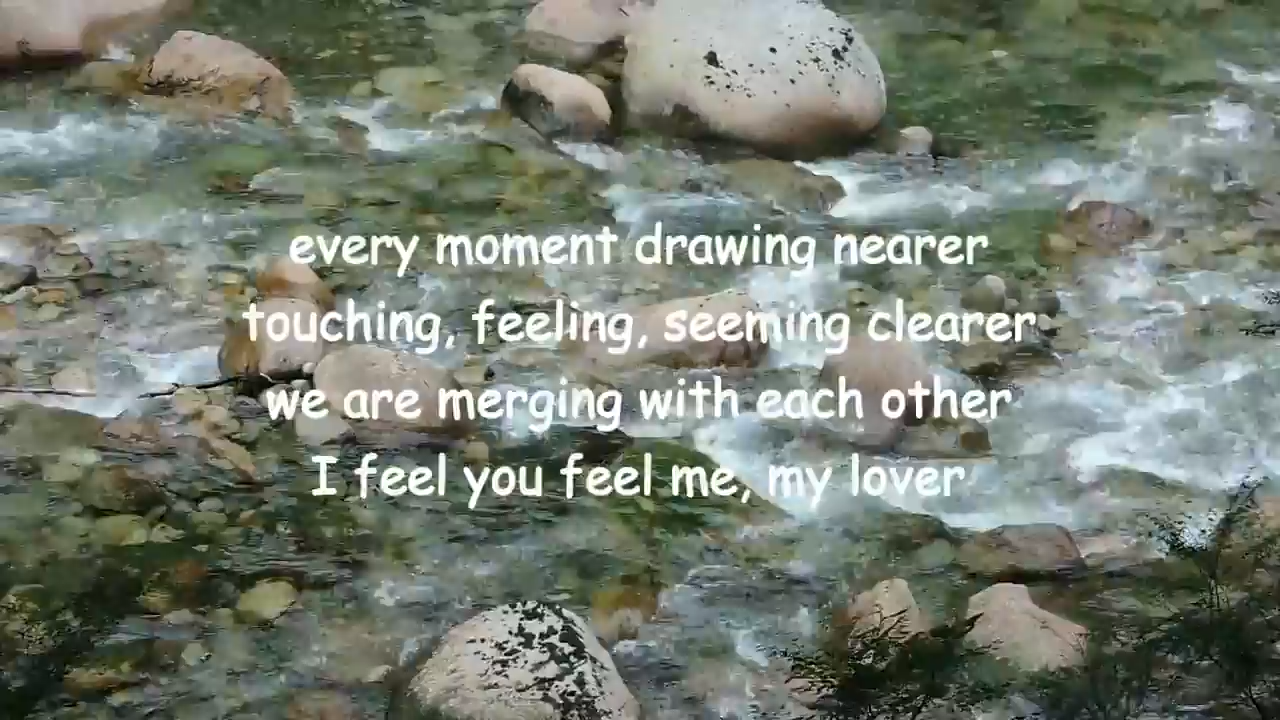 every moment drawing nearer
touching, feeling, seeming clearer
we are merging with each other
I feel you feel me, my lover